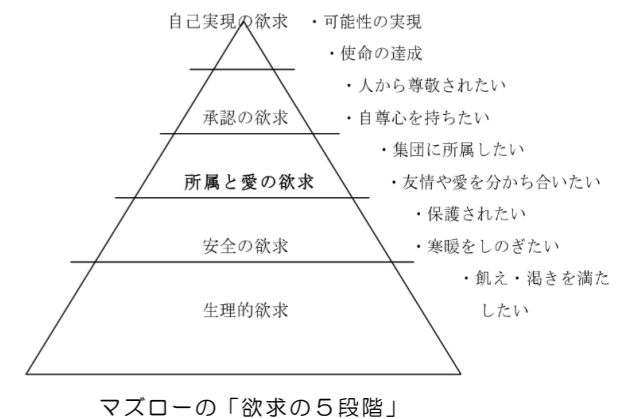 自己実現の欲求 ・可能性の実現
・使命の達成
・人から尊敬されたい
承認の欲求 ・自尊心を持ちたい
・集団に所属したい
所属と愛の欲求 ・友情や愛を分かち合いたい
・保護されたい
安全の欲求 ・寒暖をしのぎたい
・飢え・渇きを満た
生理的欲求 したい
マズローの「欲求の５段階」